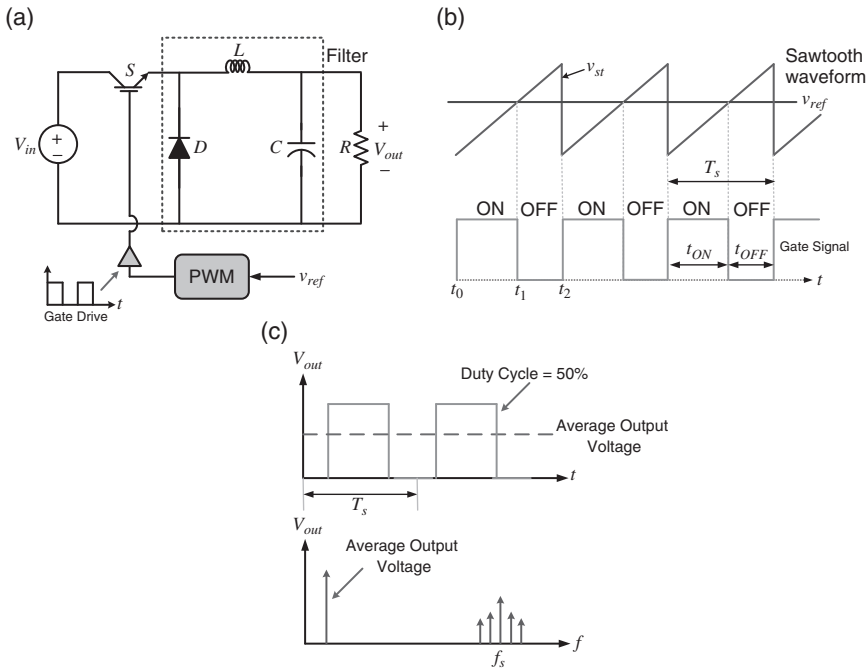 (a)
S
L
Filter
V_in
+
−
D
C
R
+
V_out
−
PWM
v_ref
t
Gate Drive
(b)
v_st
Sawtooth
waveform
v_ref
T_s
ON OFF ON OFF ON OFF
t_ON t_OFF
Gate Signal
t_0 t_1 t_2 t
(c)
V_out
Duty Cycle = 50%
Average Output
Voltage
t
T_s
V_out
Average Output
Voltage
f_s
f